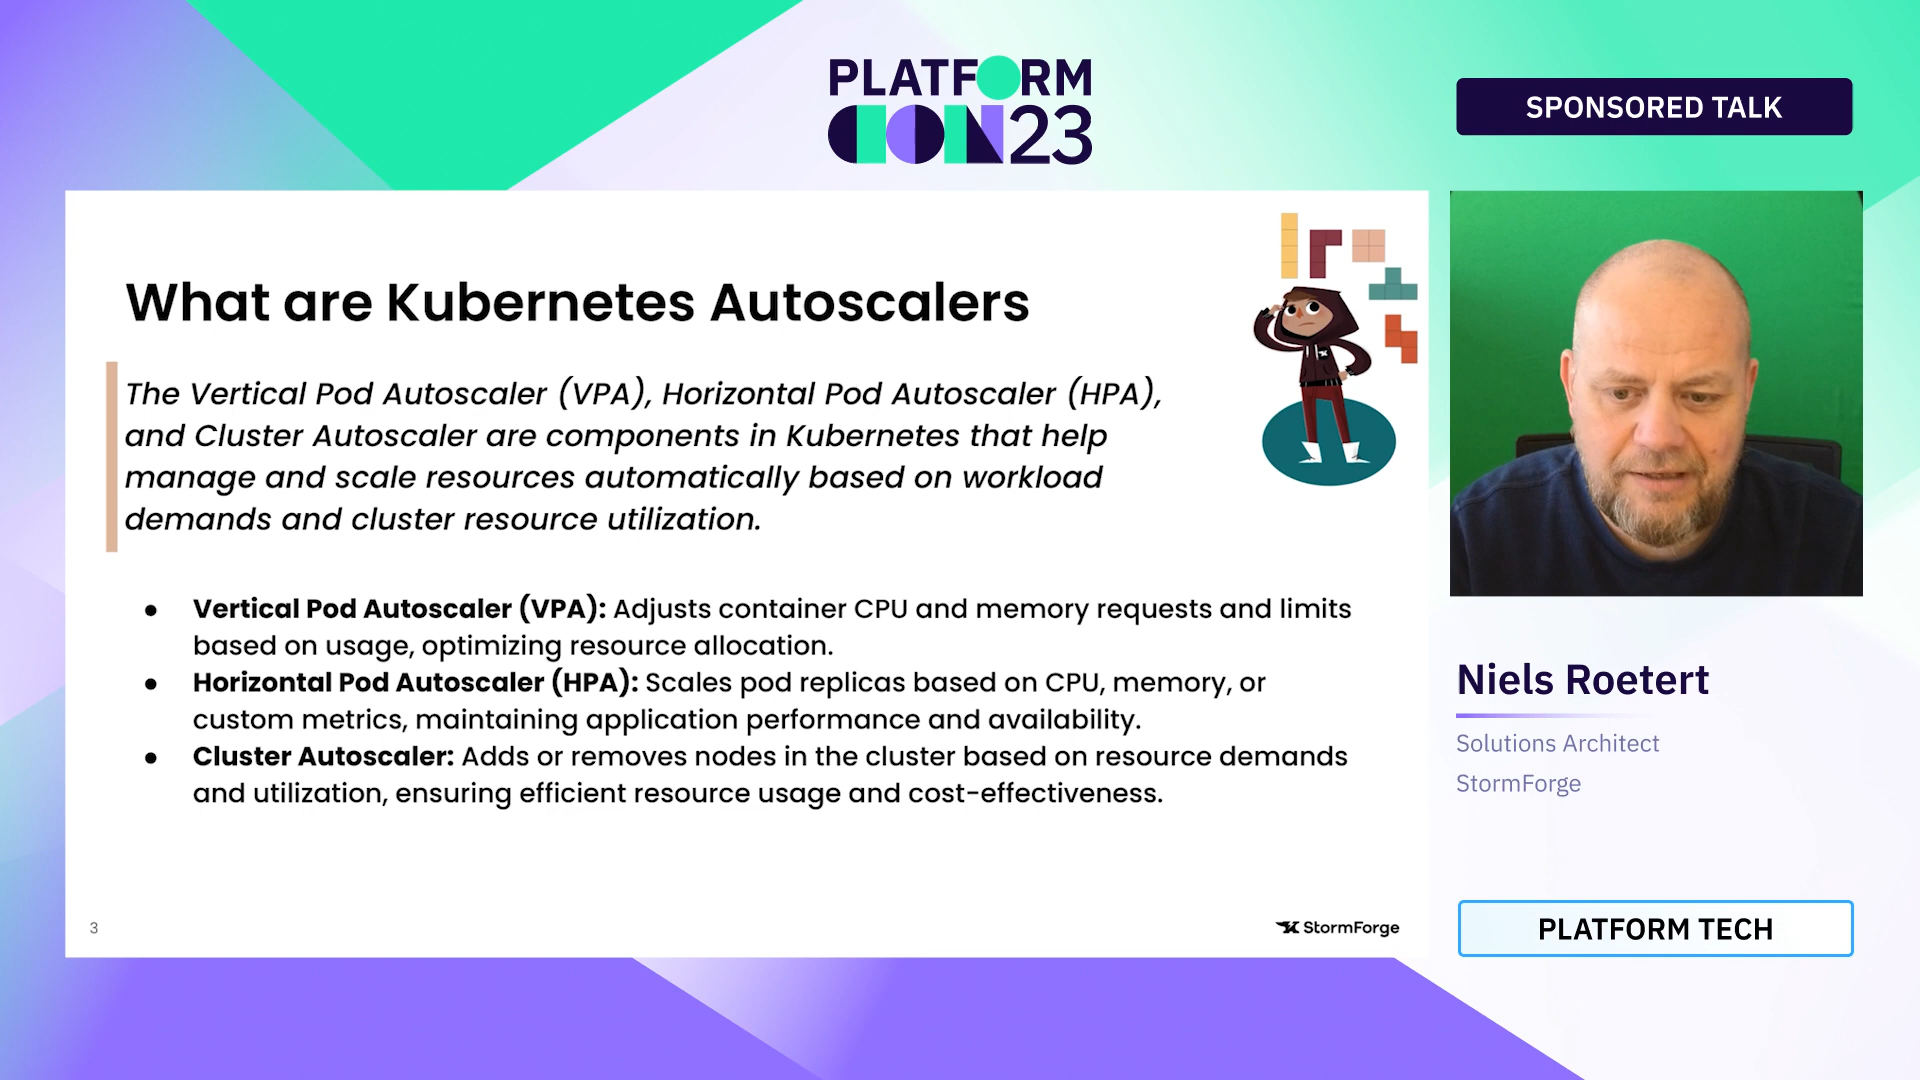 PLATFORM
CON23
SPONSORED TALK
What are Kubernetes Autoscalers
The Vertical Pod Autoscaler (VPA), Horizontal Pod Autoscaler (HPA),
and Cluster Autoscaler are components in Kubernetes that help
manage and scale resources automatically based on workload
demands and cluster resource utilization.
● Vertical Pod Autoscaler (VPA): Adjusts container CPU and memory requests and limits
based on usage, optimizing resource allocation.
● Horizontal Pod Autoscaler (HPA): Scales pod replicas based on CPU, memory, or
custom metrics, maintaining application performance and availability.
● Cluster Autoscaler: Adds or removes nodes in the cluster based on resource demands
and utilization, ensuring efficient resource usage and cost-effectiveness.
3
StormForge
Niels Roetert
Solutions Architect
StormForge
PLATFORM TECH